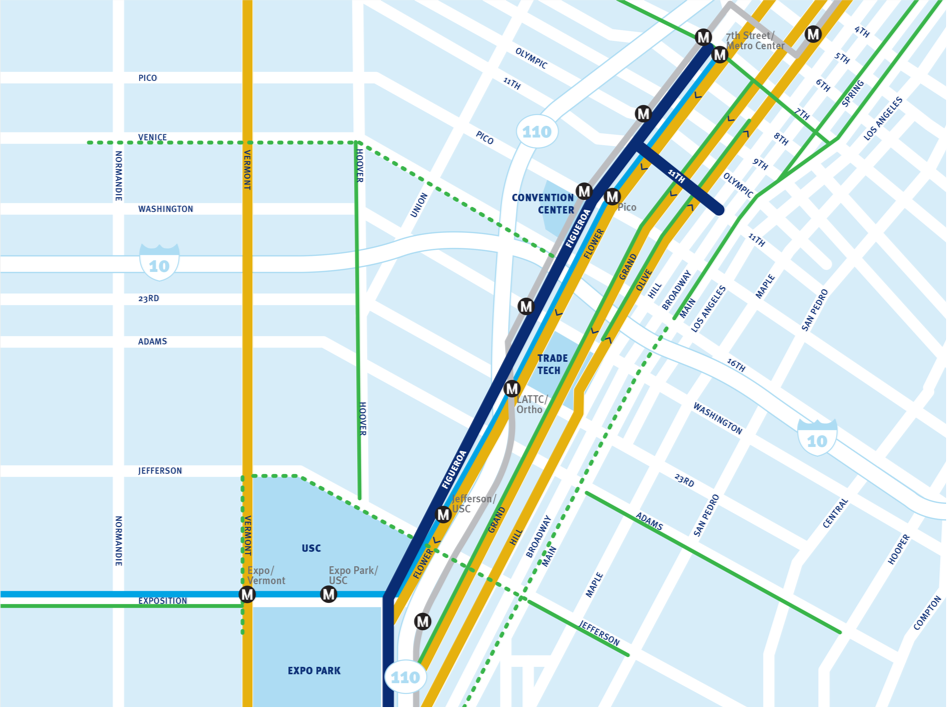 M
M
M
7th Street/
Metro Center
4TH
5TH
6TH
7TH
8TH
9TH
OLYMPIC
11TH
SPRING
LOS ANGELES
OLYMPIC
11TH
PICO
110
M
PICO
VENICE
NORMANDIE
VERMONT
HOOVER
UNION
WASHINGTON
10
23RD
ADAMS
HOOVER
CONVENTION
CENTER
M
M
Pico
11TH
FIGUEROA
FLOWER
GRAND
OLIVE
HILL
BROADWAY
MAIN
LOS ANGELES
MAPLE
SAN PEDRO
M
TRADE
TECH
M
LATTC/
Ortho
16TH
WASHINGTON
10
JEFFERSON
FIGUEROA
M
Jefferson/
USC
GRAND
HILL
BROADWAY
MAIN
23RD
ADAMS
SAN PEDRO
CENTRAL
HOOPER
COMPTON
NORMANDIE
VERMONT
USC
Expo/
Vermont
M
Expo Park/
USC
M
EXPOSITION
FLOWER
M
MAPLE
JEFFERSON
EXPO PARK
110